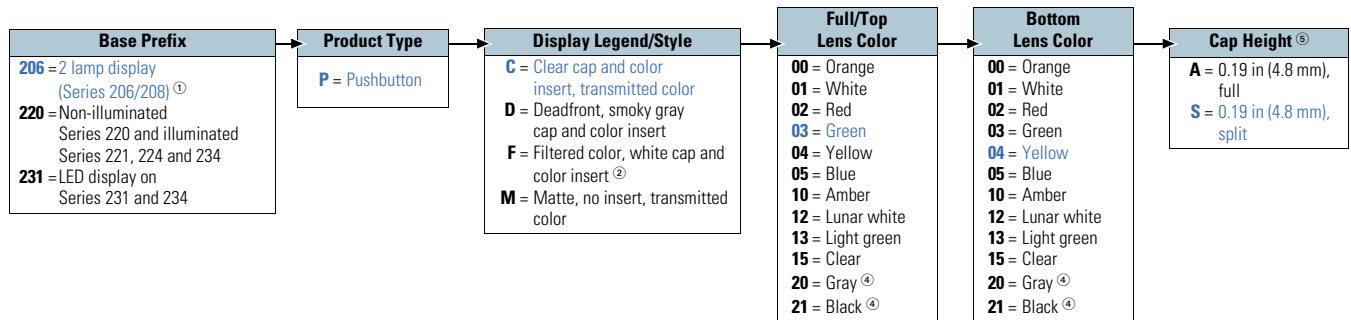 Base Prefix
206 = 2 lamp display
(Series 206/208) ①
220 = Non-illuminated
Series 220 and illuminated
Series 221, 224 and 234
231 = LED display on
Series 231 and 234
Product Type
P = Pushbutton
Display Legend/Style
C = Clear cap and color
insert, transmitted color
D = Deadfront, smoky gray
cap and color insert
F = Filtered color, white cap and
color insert ②
M = Matte, no insert, transmitted
color
Full/Top
Lens Color
00 = Orange
01 = White
02 = Red
03 = Green
04 = Yellow
05 = Blue
10 = Amber
12 = Lunar white
13 = Light green
15 = Clear
20 = Gray ④
21 = Black ④
Bottom
Lens Color
00 = Orange
01 = White
02 = Red
03 = Green
04 = Yellow
05 = Blue
10 = Amber
12 = Lunar white
13 = Light green
15 = Clear
20 = Gray ④
21 = Black ④
Cap Height ⑤
A = 0.19 in (4.8 mm),
full
S = 0.19 in (4.8 mm),
split